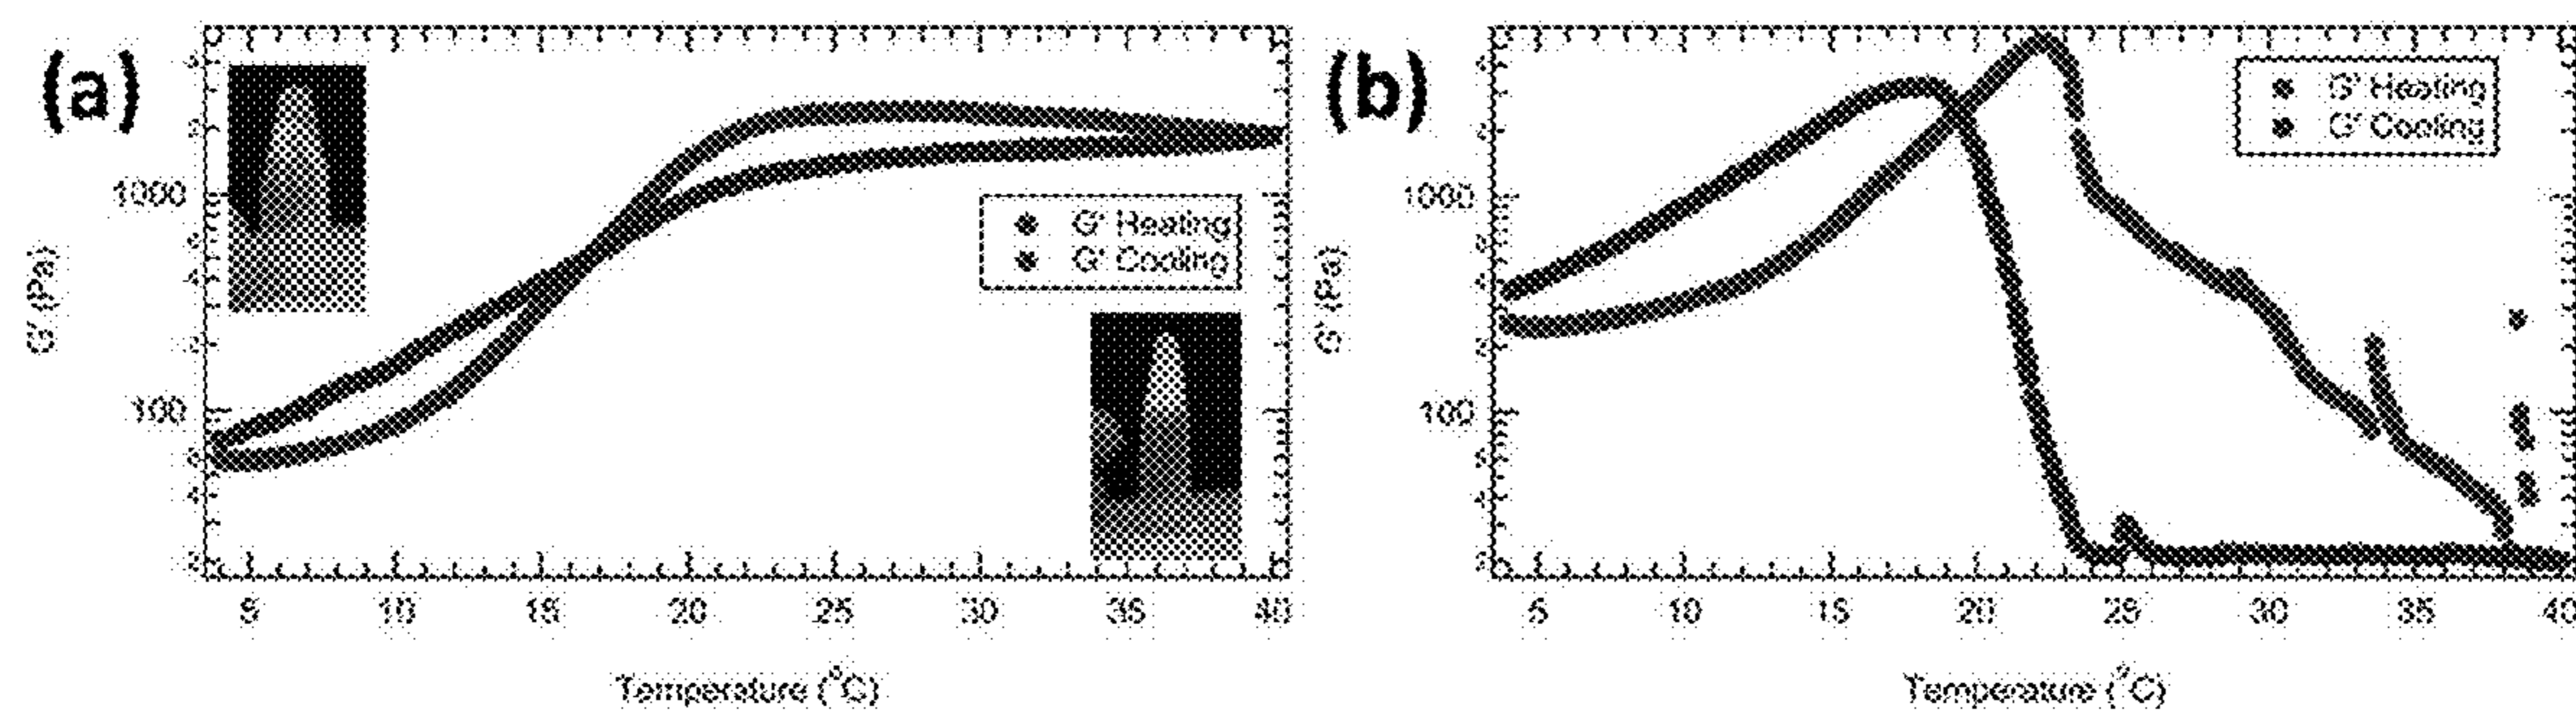 (a)
G' (Pa)
1000
100
G' Heating
G' Cooling
5 10 15 20 25 30 35 40
Temperature (°C)
(b)
G' (Pa)
1000
100
G' Heating
G' Cooling
5 10 15 20 25 30 35 40
Temperature (°C)